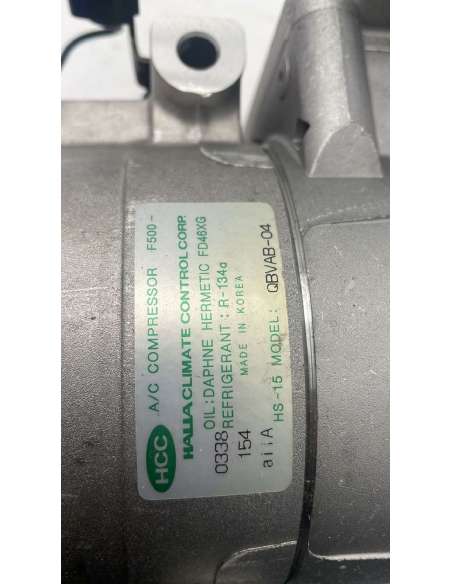 HCC A/C COMPRESSOR F500-
HALLA CLIMATE CONTROL CORP.
OIL:DAPHNE HERMETIC FD46XG
0338 REFRIGERANT : R-134a
154 MADE IN KOREA
aiiA HS-15 MODEL: QBVAB-04